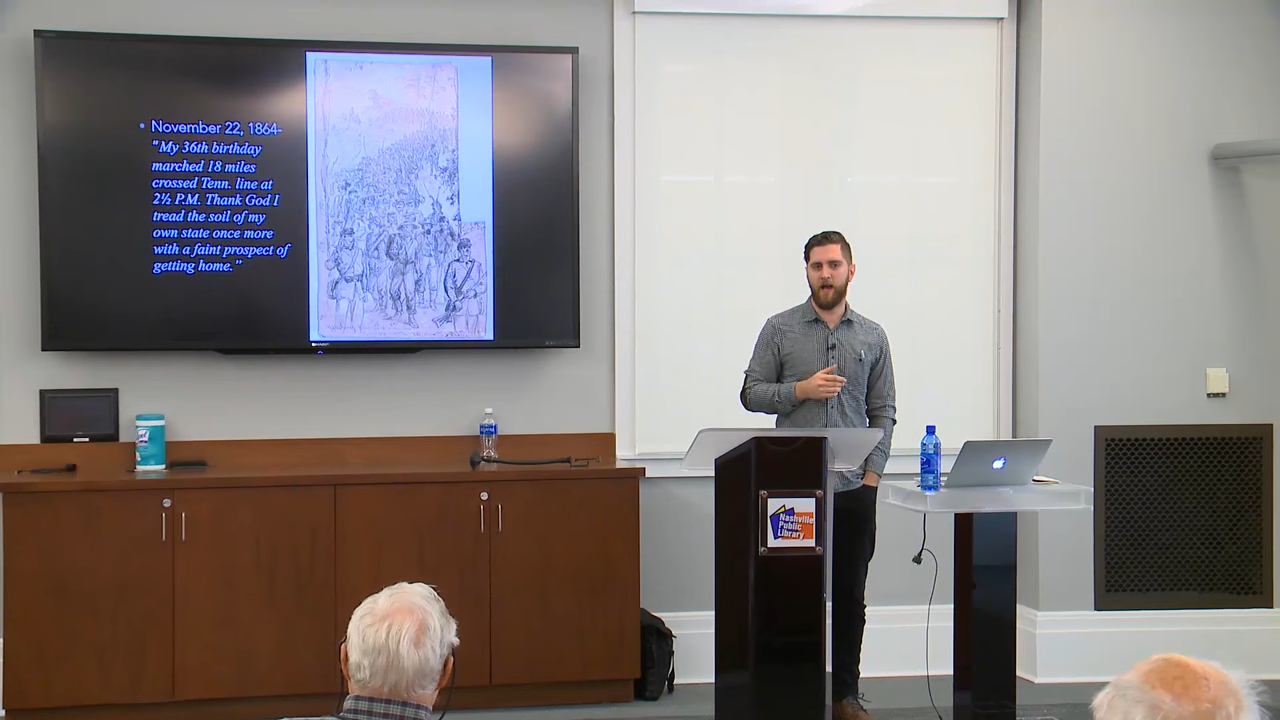 • November 22, 1864-
"My 36th birthday
marched 18 miles
crossed Tenn. line at
2½ P.M. Thank God I
tread the soil of my
own state once more
with a faint prospect of
getting home."
SHARP
Nashville
Public
Library